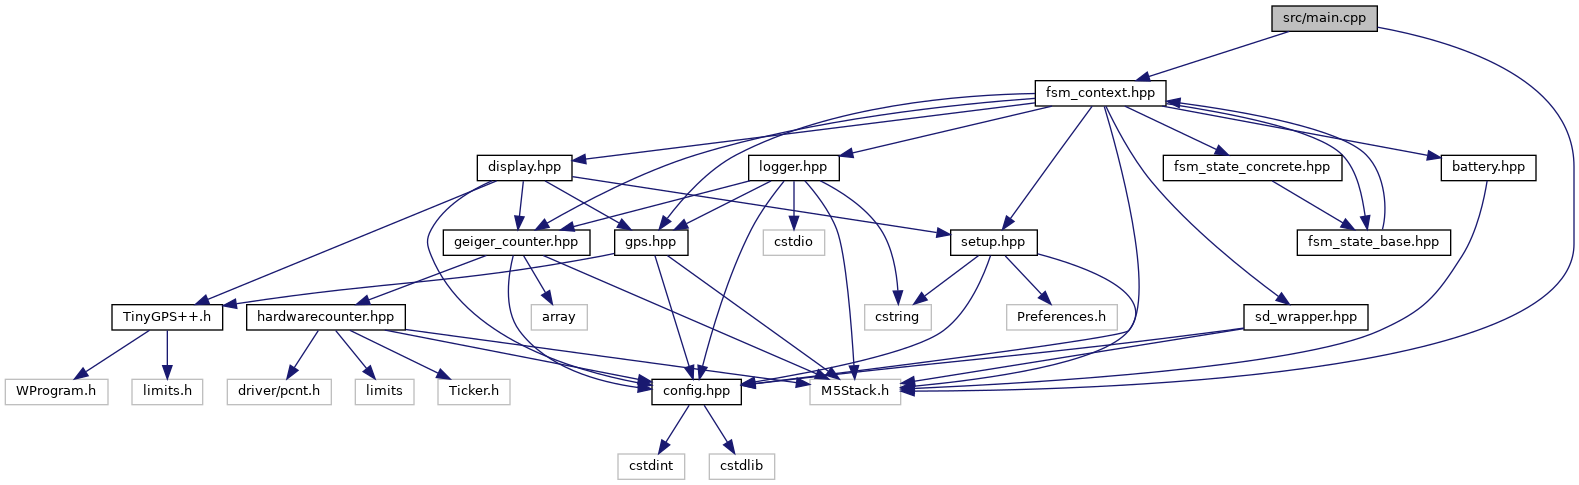 src/main.cpp
fsm_context.hpp
display.hpp
logger.hpp
fsm_state_concrete.hpp
battery.hpp
geiger_counter.hpp
gps.hpp
cstdio
setup.hpp
fsm_state_base.hpp
TinyGPS++.h
hardwarecounter.hpp
array
cstring
Preferences.h
sd_wrapper.hpp
WProgram.h
limits.h
driver/pcnt.h
limits
Ticker.h
config.hpp
M5Stack.h
cstdint
cstdlib